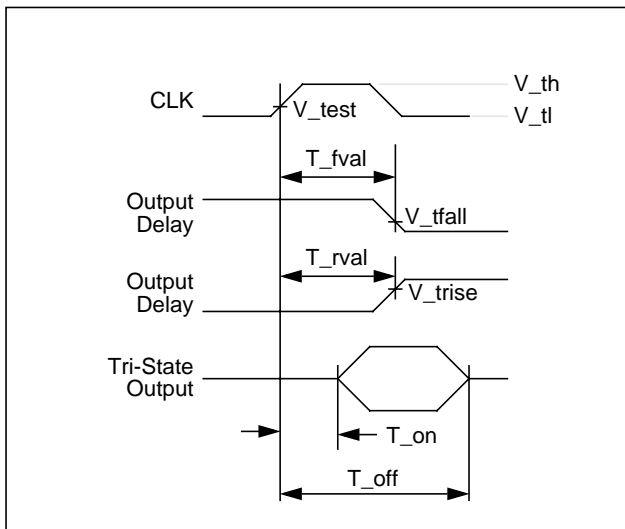 V_th
CLK
V_test
V_tl
T_fval
Output
Delay
V_tfall
T_rval
Output
Delay
V_trise
Tri-State
Output
T_on
T_off